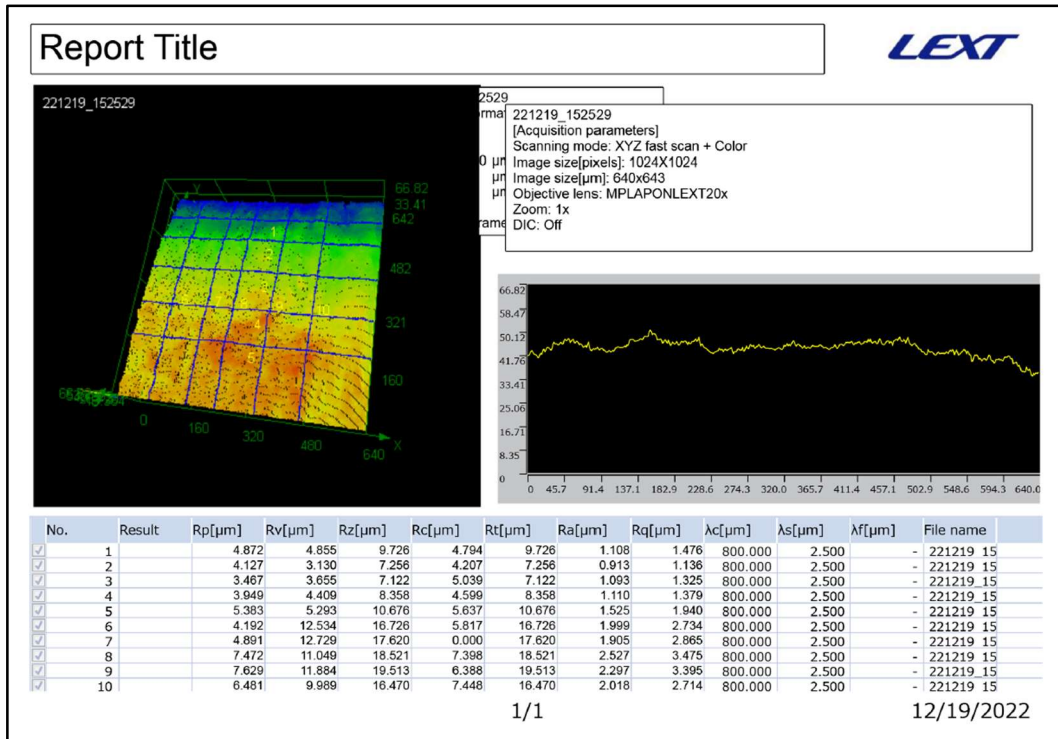 Report Title
LEXT
221219_152529
2529
rmat
0 µm
µm
µm
rame
221219_152529
[Acquisition parameters]
Scanning mode: XYZ fast scan + Color
Image size[pixels]: 1024X1024
Image size[µm]: 640x643
Objective lens: MPLAPONLEXT20x
Zoom: 1x
DIC: Off
Y
66.82
33.41
642
482
321
160
0
160
320
480
640
X
1
4
10
66.82
58.47
50.12
41.76
33.41
25.06
16.71
8.35
0
0 45.7 91.4 137.1 182.9 228.6 274.3 320.0 365.7 411.4 457.1 502.9 548.6 594.3 640.0
No. Result Rp[µm] Rv[µm] Rz[µm] Rc[µm] Rt[µm] Ra[µm] Rq[µm] λc[µm] λs[µm] λf[µm] File name
1 4.872 4.855 9.726 4.794 9.726 1.108 1.476 800.000 2.500 - 221219_15
2 4.127 3.130 7.256 4.207 7.256 0.913 1.136 800.000 2.500 - 221219_15
3 3.467 3.655 7.122 5.039 7.122 1.093 1.325 800.000 2.500 - 221219_15
4 3.949 4.409 8.358 4.599 8.358 1.110 1.379 800.000 2.500 - 221219_15
5 5.383 5.293 10.676 5.637 10.676 1.525 1.940 800.000 2.500 - 221219_15
6 4.192 12.534 16.726 5.817 16.726 1.999 2.734 800.000 2.500 - 221219_15
7 4.891 12.729 17.620 0.000 17.620 1.905 2.865 800.000 2.500 - 221219_15
8 7.472 11.049 18.521 7.398 18.521 2.527 3.475 800.000 2.500 - 221219_15
9 7.629 11.884 19.513 6.388 19.513 2.297 3.395 800.000 2.500 - 221219_15
10 6.481 9.989 16.470 7.448 16.470 2.018 2.714 800.000 2.500 - 221219_15
1/1
12/19/2022